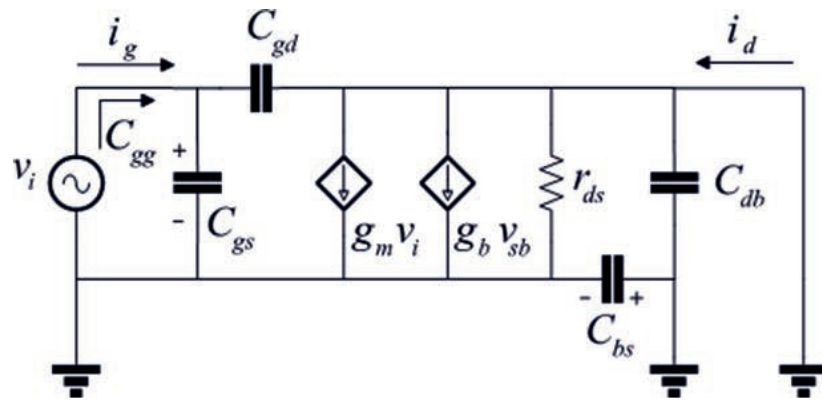 i_g
C_gd
i_d
C_gg
v_i
+
-
C_gs
g_m v_i
g_b v_sb
r_ds
C_db
- +
C_bs